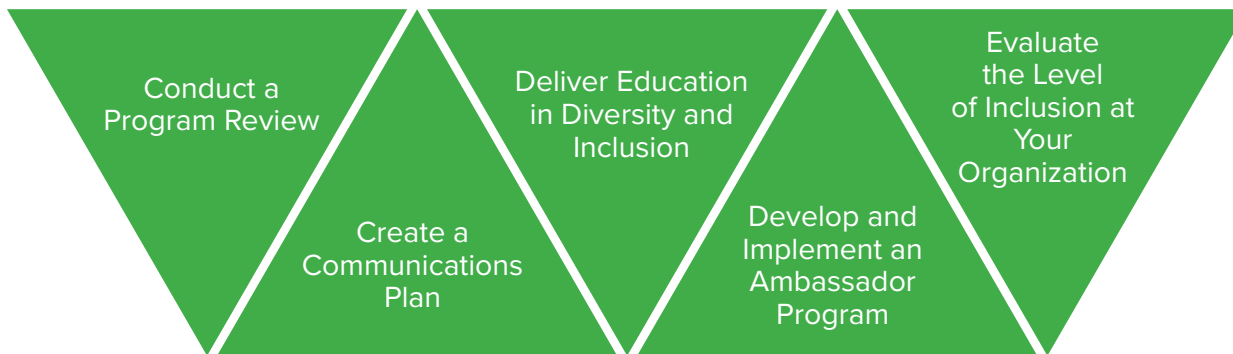 Conduct a
Program Review
Create a
Communications
Plan
Deliver Education
in Diversity and
Inclusion
Develop and
Implement an
Ambassador
Program
Evaluate
the Level
of Inclusion at
Your
Organization